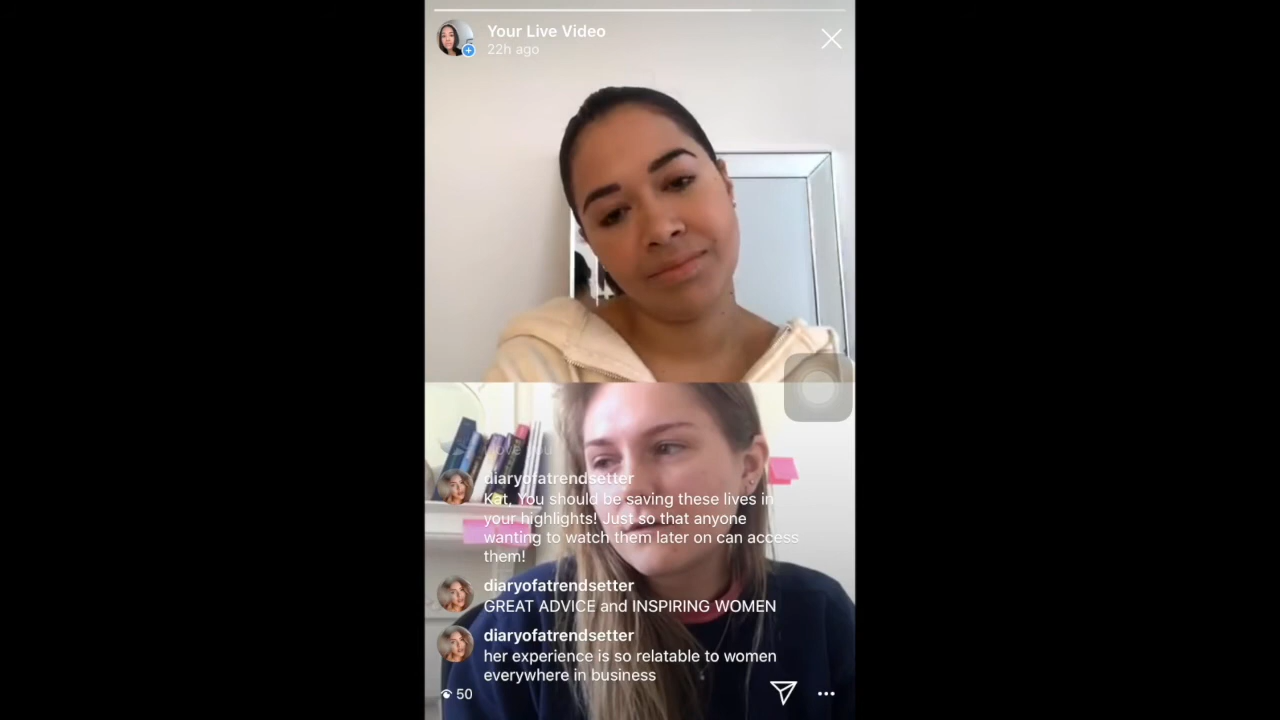 Your Live Video
22h ago
love you
diaryofatrendsetter
Kat, You should be saving these lives in
your highlights! Just so that anyone
wanting to watch them later on can access
them!
diaryofatrendsetter
GREAT ADVICE and INSPIRING WOMEN
diaryofatrendsetter
her experience is so relatable to women
everywhere in business
50